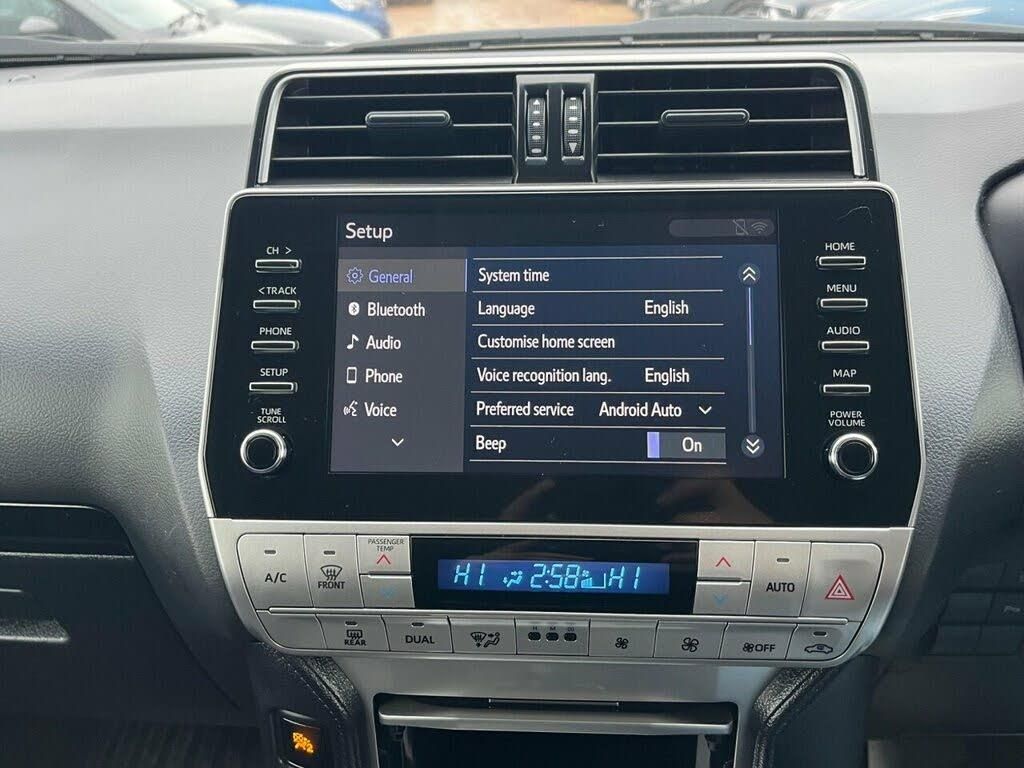 CH >
< TRACK
PHONE
SETUP
TUNE
SCROLL
Setup
General
Bluetooth
Audio
Phone
Voice
System time
Language English
Customise home screen
Voice recognition lang. English
Preferred service Android Auto
Beep On
HOME
MENU
AUDIO
MAP
POWER
VOLUME
A/C
FRONT
PASSENGER
TEMP
HI 2:58 HI
AUTO
REAR
DUAL
OFF